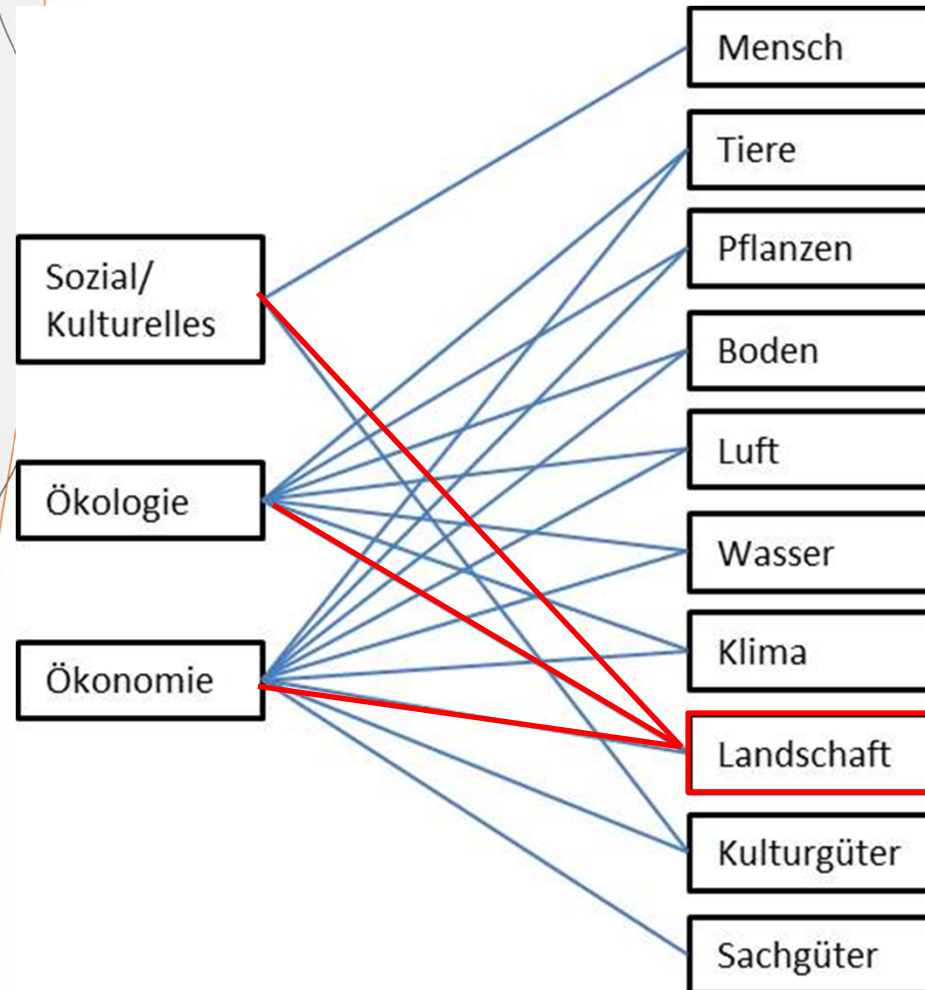 Sozial/
Kulturelles
Ökologie
Ökonomie
Mensch
Tiere
Pflanzen
Boden
Luft
Wasser
Klima
Landschaft
Kulturgüter
Sachgüter